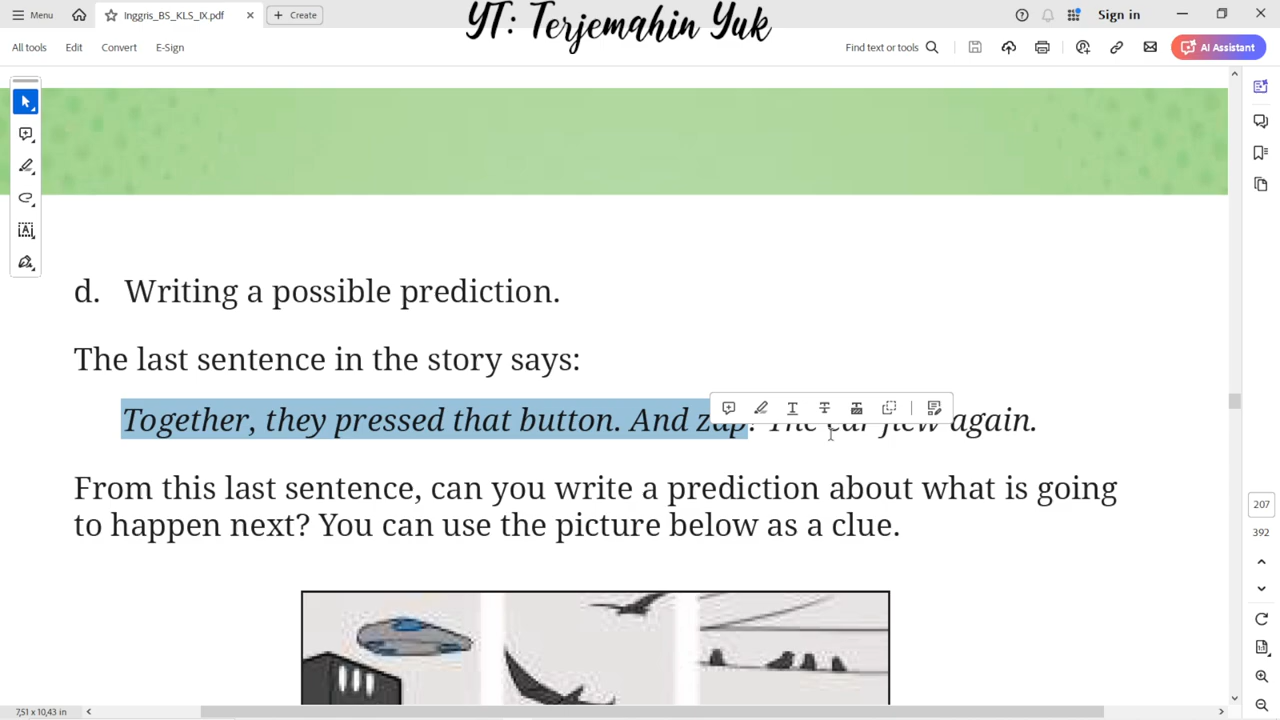 Menu
Inggris_BS_KLS_IX.pdf
Create
YT: Terjemahin Yuk
Sign in
All tools
Edit
Convert
E-Sign
Find text or tools
AI Assistant
d. Writing a possible prediction.
The last sentence in the story says:
Together, they pressed that button. And zap! The car flew again.
From this last sentence, can you write a prediction about what is going
to happen next? You can use the picture below as a clue.
207
392
7,51 x 10,43 in